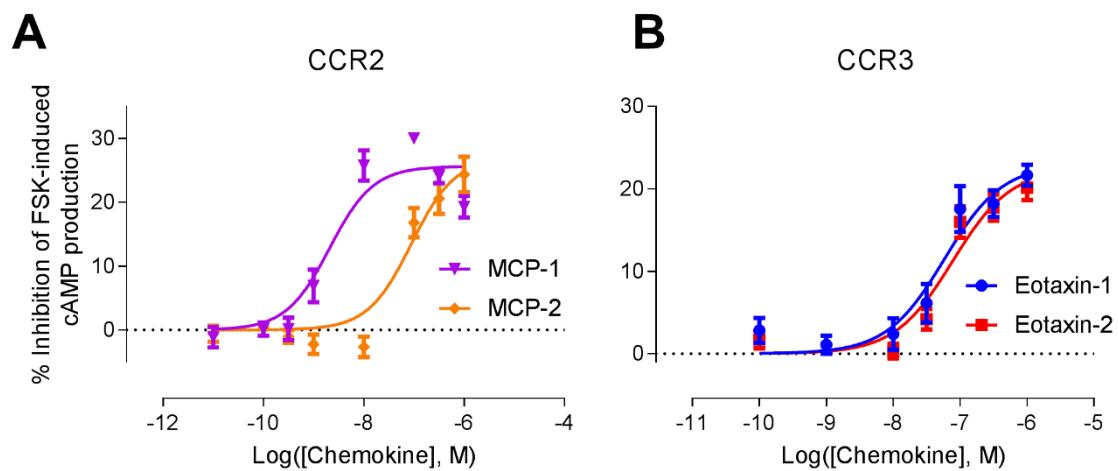 A
CCR2
% Inhibition of FSK-induced
cAMP production
30
20
10
0
MCP-1
MCP-2
-12
-10
-8
-6
-4
Log([Chemokine], M)
B
CCR3
30
20
10
0
Eotaxin-1
Eotaxin-2
-11
-10
-9
-8
-7
-6
-5
Log([Chemokine], M)